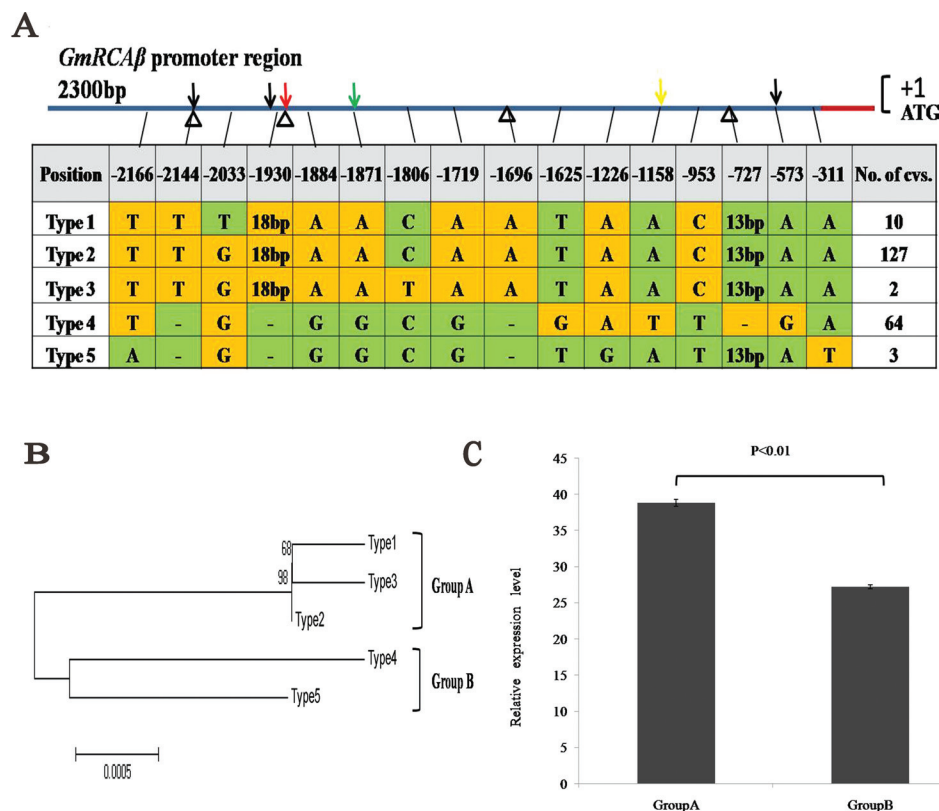 A
GmRCAβ promoter region
2300bp
+1
ATG
Position -2166 -2144 -2033 -1930 -1884 -1871 -1806 -1719 -1696 -1625 -1226 -1158 -953 -727 -573 -311 No. of cvs.
Type 1 T T T 18bp A A C A A T A A C 13bp A A 10
Type 2 T T G 18bp A A C A A T A A C 13bp A A 127
Type 3 T T G 18bp A A T A A T A A C 13bp A A 2
Type 4 T - G - G G C G - G A T T - G A 64
Type 5 A - G - G G C G - T G A T 13bp A T 3
B
68
98
Type1
Type3
Type2
Group A
Type4
Type5
Group B
0.0005
C
P<0.01
Relative expression level
45
40
35
30
25
20
15
10
5
0
GroupA GroupB